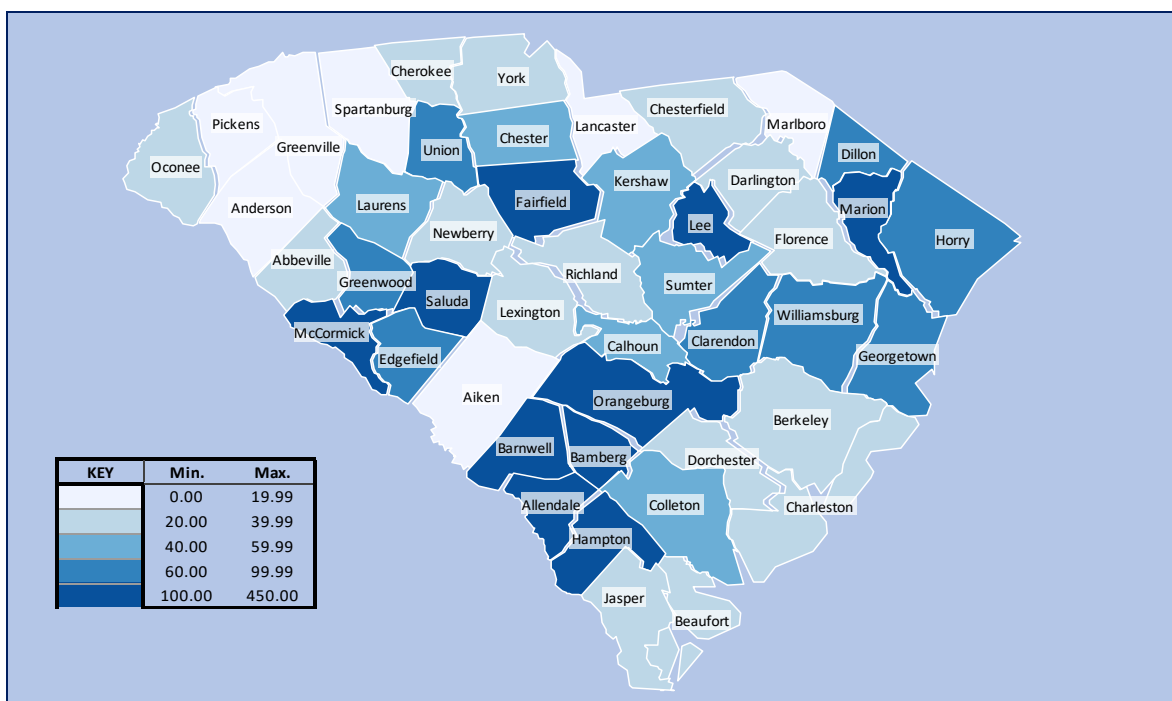 Cherokee
York
Spartanburg
Chesterfield
Pickens
Lancaster
Marlboro
Chester
Greenville
Union
Dillon
Oconee
Kershaw
Darlington
Laurens
Fairfield
Marion
Anderson
Lee
Newberry
Florence
Horry
Abbeville
Richland
Greenwood
Sumter
Saluda
Lexington
Williamsburg
McCormick
Clarendon
Calhoun
Georgetown
Edgefield
Aiken
Orangeburg
Berkeley
Barnwell
Bamberg
Dorchester
Allendale
Colleton
Charleston
Hampton
Jasper
Beaufort
KEY Min. Max.
0.00 19.99
20.00 39.99
40.00 59.99
60.00 99.99
100.00 450.00